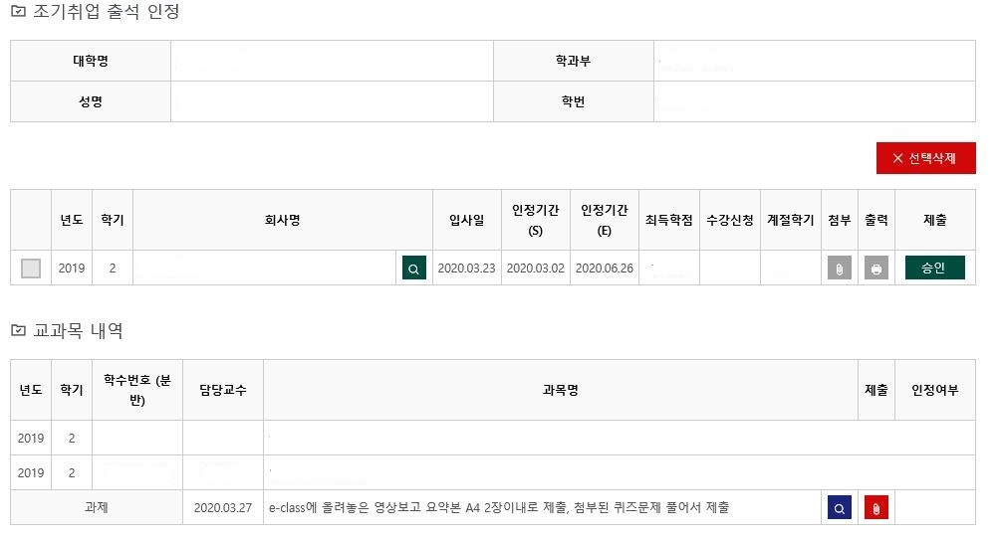 조기취업 출석 인정
대학명 학과부
성명 학번
선택삭제
년도 학기 회사명 입사일 인정기간 (S) 인정기간 (E) 최득학점 수강신청 계절학기 첨부 출력 제출
2019 2 2020.03.23 2020.03.02 2020.06.26 승인
교과목 내역
년도 학기 학수번호 (분반) 담당교수 과목명 제출 인정여부
2019 2
2019 2
과제 2020.03.27 e-class에 올려놓은 영상보고 요약본 A4 2장이내로 제출, 첨부된 퀴즈문제 풀어서 제출